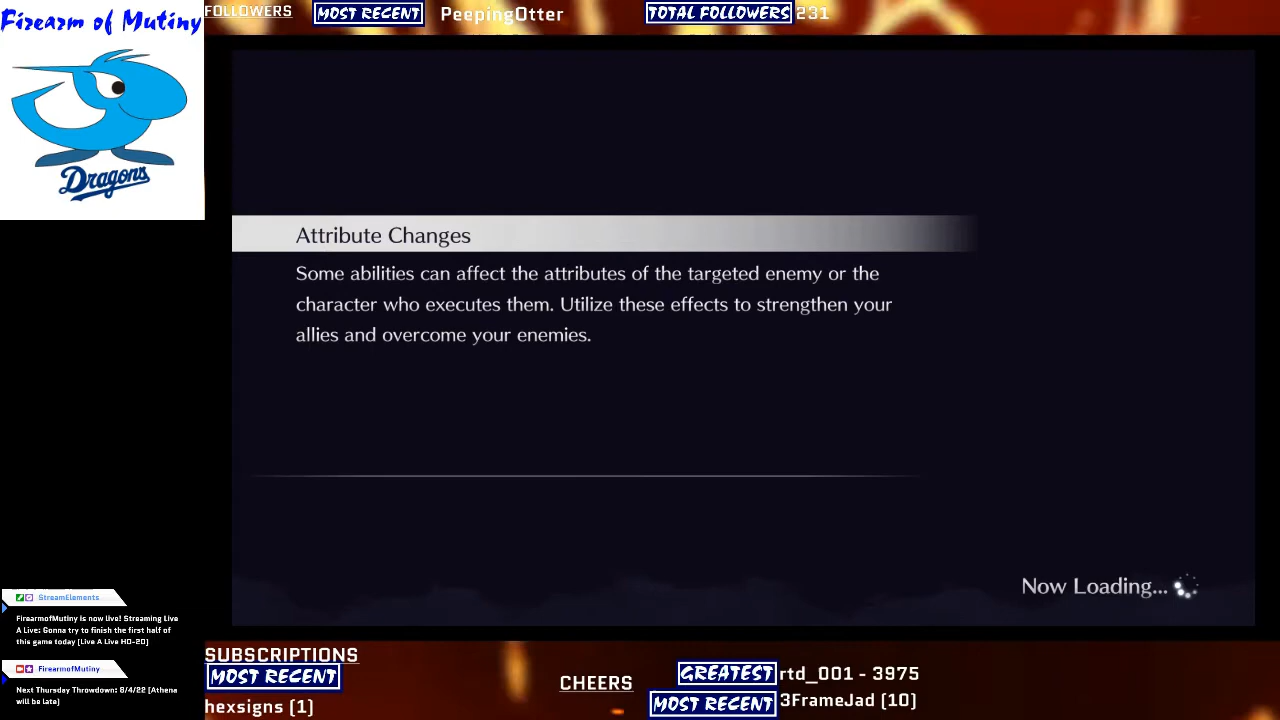 Firearm of Mutiny
FOLLOWERS
MOST RECENT
PeepingOtter
TOTAL FOLLOWERS
231
Dragons
Attribute Changes
Some abilities can affect the attributes of the targeted enemy or the
character who executes them. Utilize these effects to strengthen your
allies and overcome your enemies.
Now Loading...
StreamElements
FirearmofMutiny is now live! Streaming Live
A Live: Gonna try to finish the first half of
this game today [Live A Live HD-2D]
FirearmofMutiny
Next Thursday Throwdown: 8/4/22 [Athena
will be late]
SUBSCRIPTIONS
MOST RECENT
hexsigns [1]
CHEERS
GREATEST
rtd_001 - 3975
MOST RECENT
3FrameJad [10]